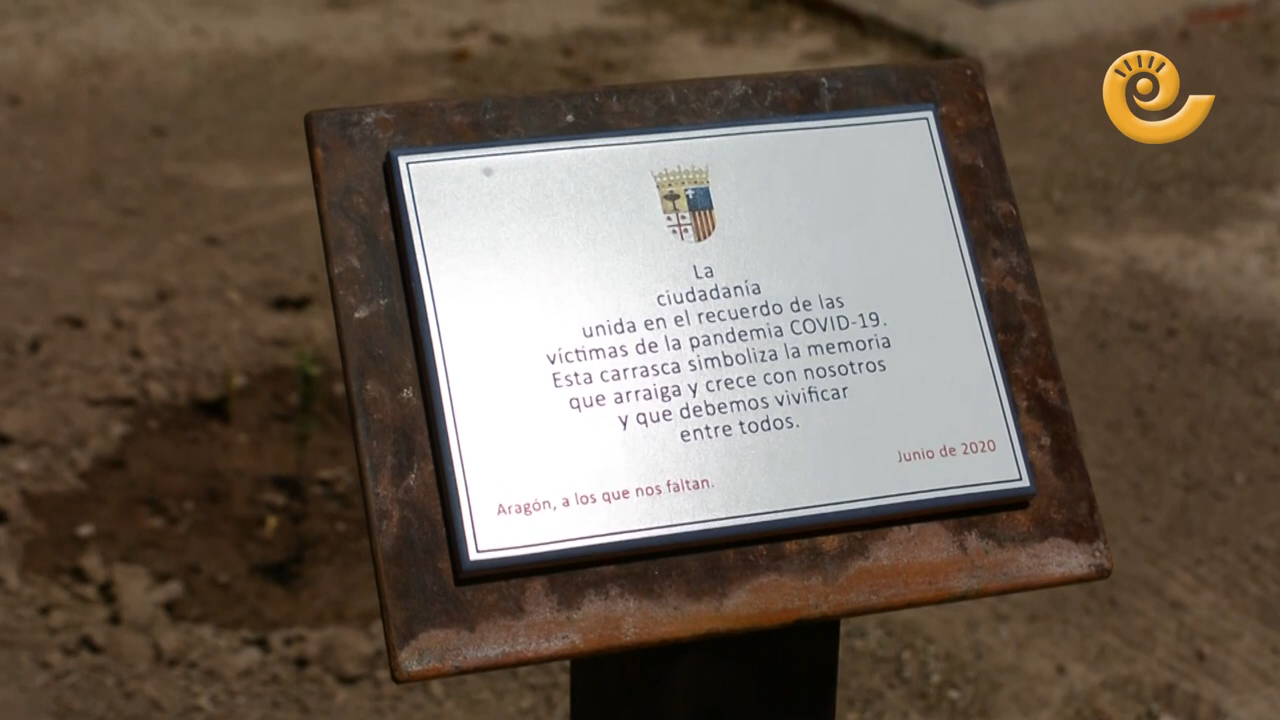 La
ciudadanía
unida en el recuerdo de las
víctimas de la pandemia COVID-19.
Esta carrasca simboliza la memoria
que arraiga y crece con nosotros
y que debemos vivificar
entre todos.
Junio de 2020
Aragón, a los que nos faltan.